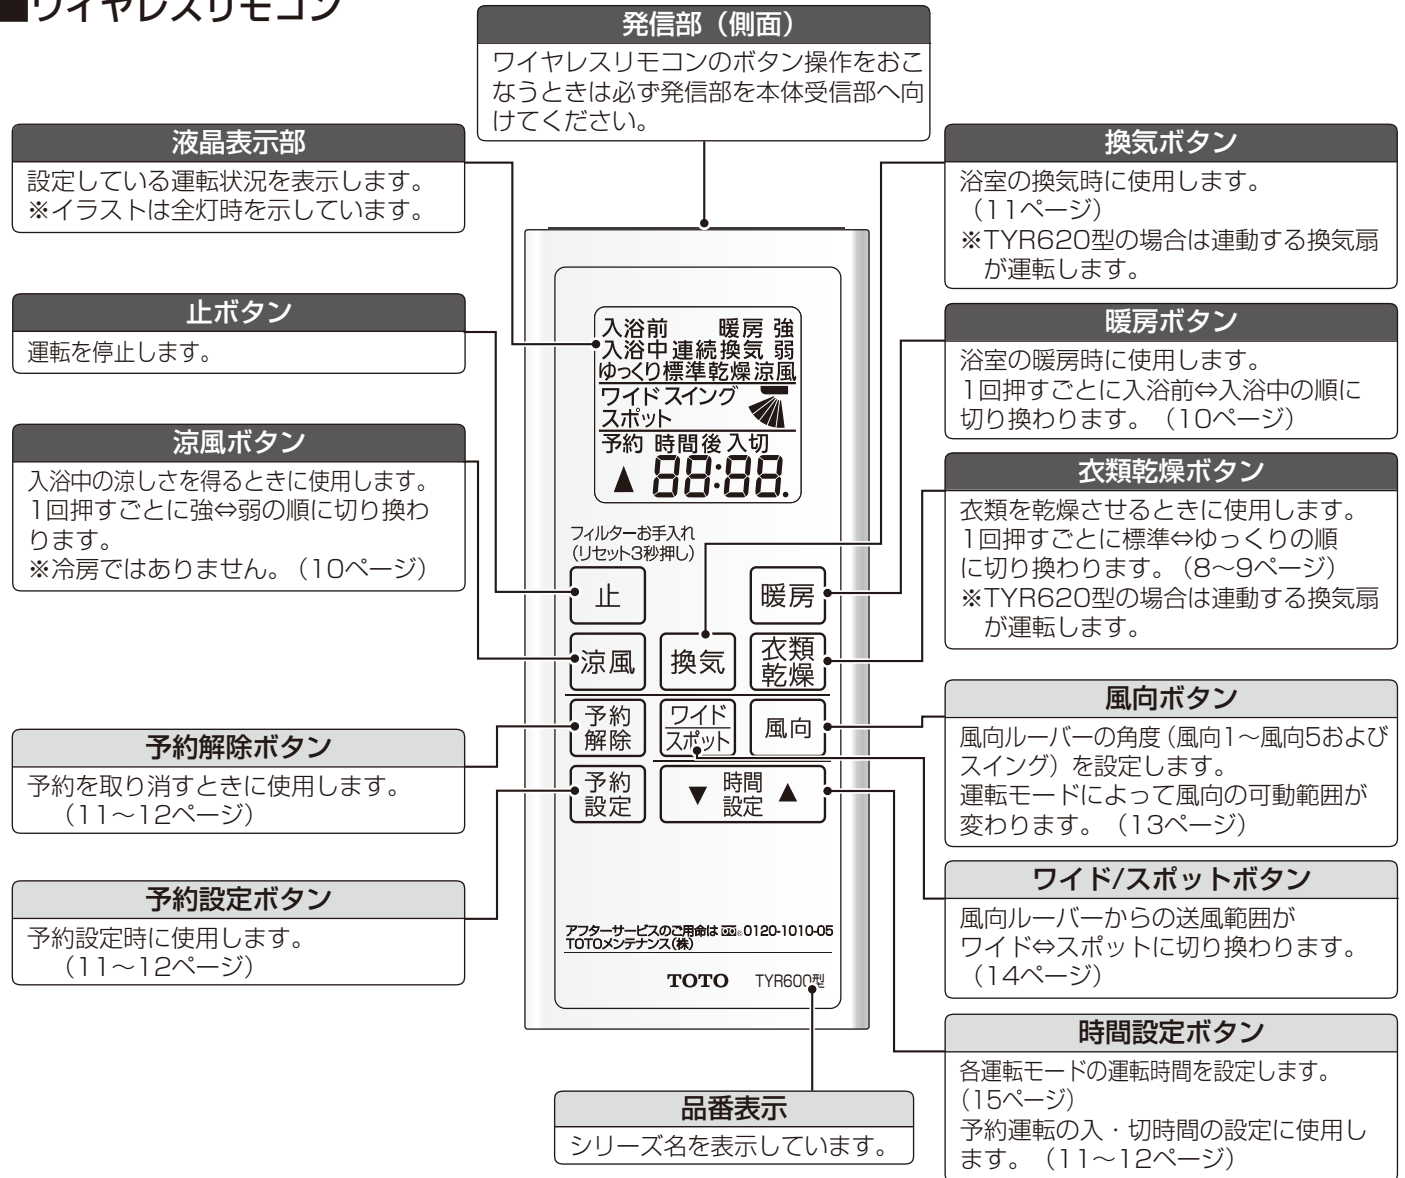 ■ワイヤレスリモコン
発信部（側面）
ワイヤレスリモコンのボタン操作をおこ
なうときは必ず発信部を本体受信部へ向
けてください。
液晶表示部
設定している運転状況を表示します。
※イラストは全灯時を示しています。
止ボタン
運転を停止します。
涼風ボタン
入浴中の涼しさを得るときに使用します。
1回押すごとに強⇔弱の順に切り換わ
ります。
※冷房ではありません。（10ページ）
予約解除ボタン
予約を取り消すときに使用します。
（11～12ページ）
予約設定ボタン
予約設定時に使用します。
（11～12ページ）
入浴前 暖房 強
入浴中 連続 換気 弱
ゆっくり 標準 乾燥 涼風
ワイド スイング
スポット
予約 時間後 入切
▲ 88:88.
フィルターお手入れ
（リセット3秒押し）
止 暖房
涼風 換気 衣類
乾燥
予約
解除
ワイド
スポット
風向
予約
設定
▼ 時間 ▲
設定
アフターサービスのご用命は 0120-1010-05
TOTOメンテナンス(株)
TOTO TYR600型
品番表示
シリーズ名を表示しています。
換気ボタン
浴室の換気時に使用します。
（11ページ）
※TYR620型の場合は連動する換気扇
が運転します。
暖房ボタン
浴室の暖房時に使用します。
1回押すごとに入浴前⇔入浴中の順に
切り換わります。（10ページ）
衣類乾燥ボタン
衣類を乾燥させるときに使用します。
1回押すごとに標準⇔ゆっくりの順
に切り換わります。（8～9ページ）
※TYR620型の場合は連動する換気扇
が運転します。
風向ボタン
風向ルーバーの角度（風向1～風向5および
スイング）を設定します。
運転モードによって風向の可動範囲が
変わります。（13ページ）
ワイド/スポットボタン
風向ルーバーからの送風範囲が
ワイド⇔スポットに切り換わります。
（14ページ）
時間設定ボタン
各運転モードの運転時間を設定します。
（15ページ）
予約運転の入・切時間の設定に使用し
ます。（11～12ページ）